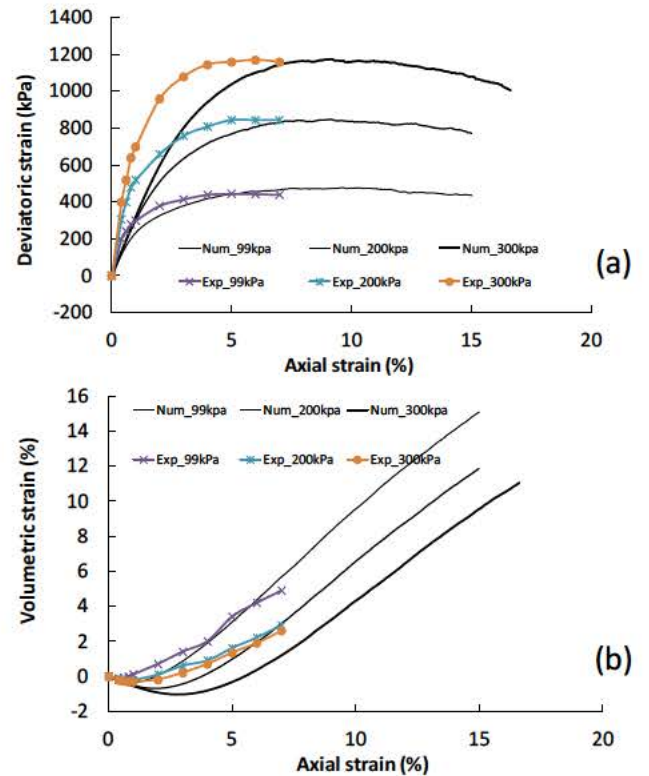 1400
1200
1000
800
600
400
200
0
-200
Deviatoric strain (kPa)
Num_99kpa Num_200kpa Num_300kpa
Exp_99kPa Exp_200kPa Exp_300kPa
(a)
0 5 10 15 20
Axial strain (%)
16
14
12
10
8
6
4
2
0
-2
Volumetric strain (%)
Num_99kpa Num_200kpa Num_300kpa
Exp_99kPa Exp_200kPa Exp_300kPa
(b)
0 5 10 15 20
Axial strain (%)